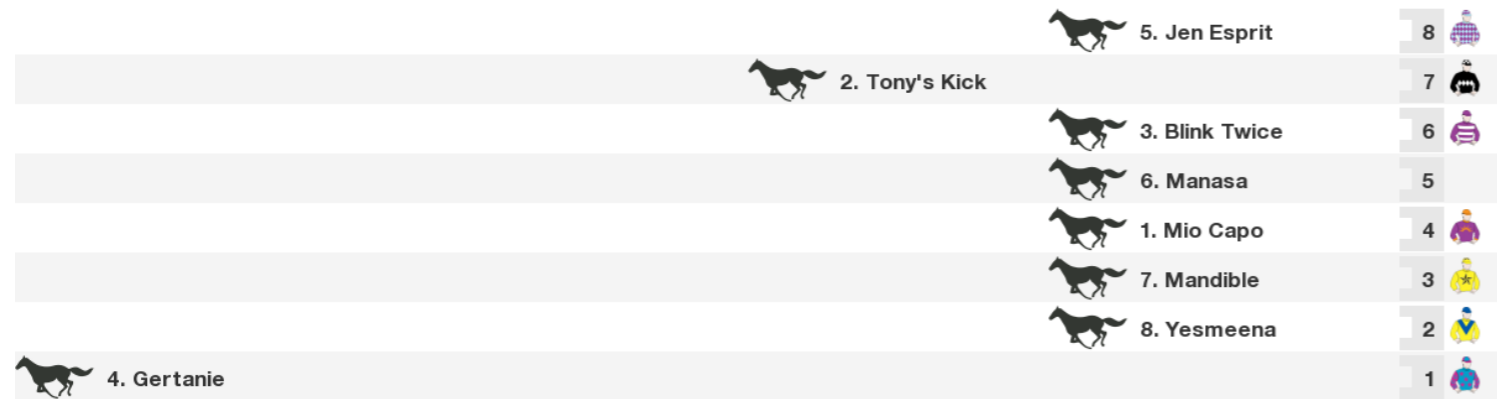 5. Jen Esprit 8
2. Tony's Kick 7
3. Blink Twice 6
6. Manasa 5
1. Mio Capo 4
7. Mandible 3
8. Yesmeena 2
4. Gertanie 1